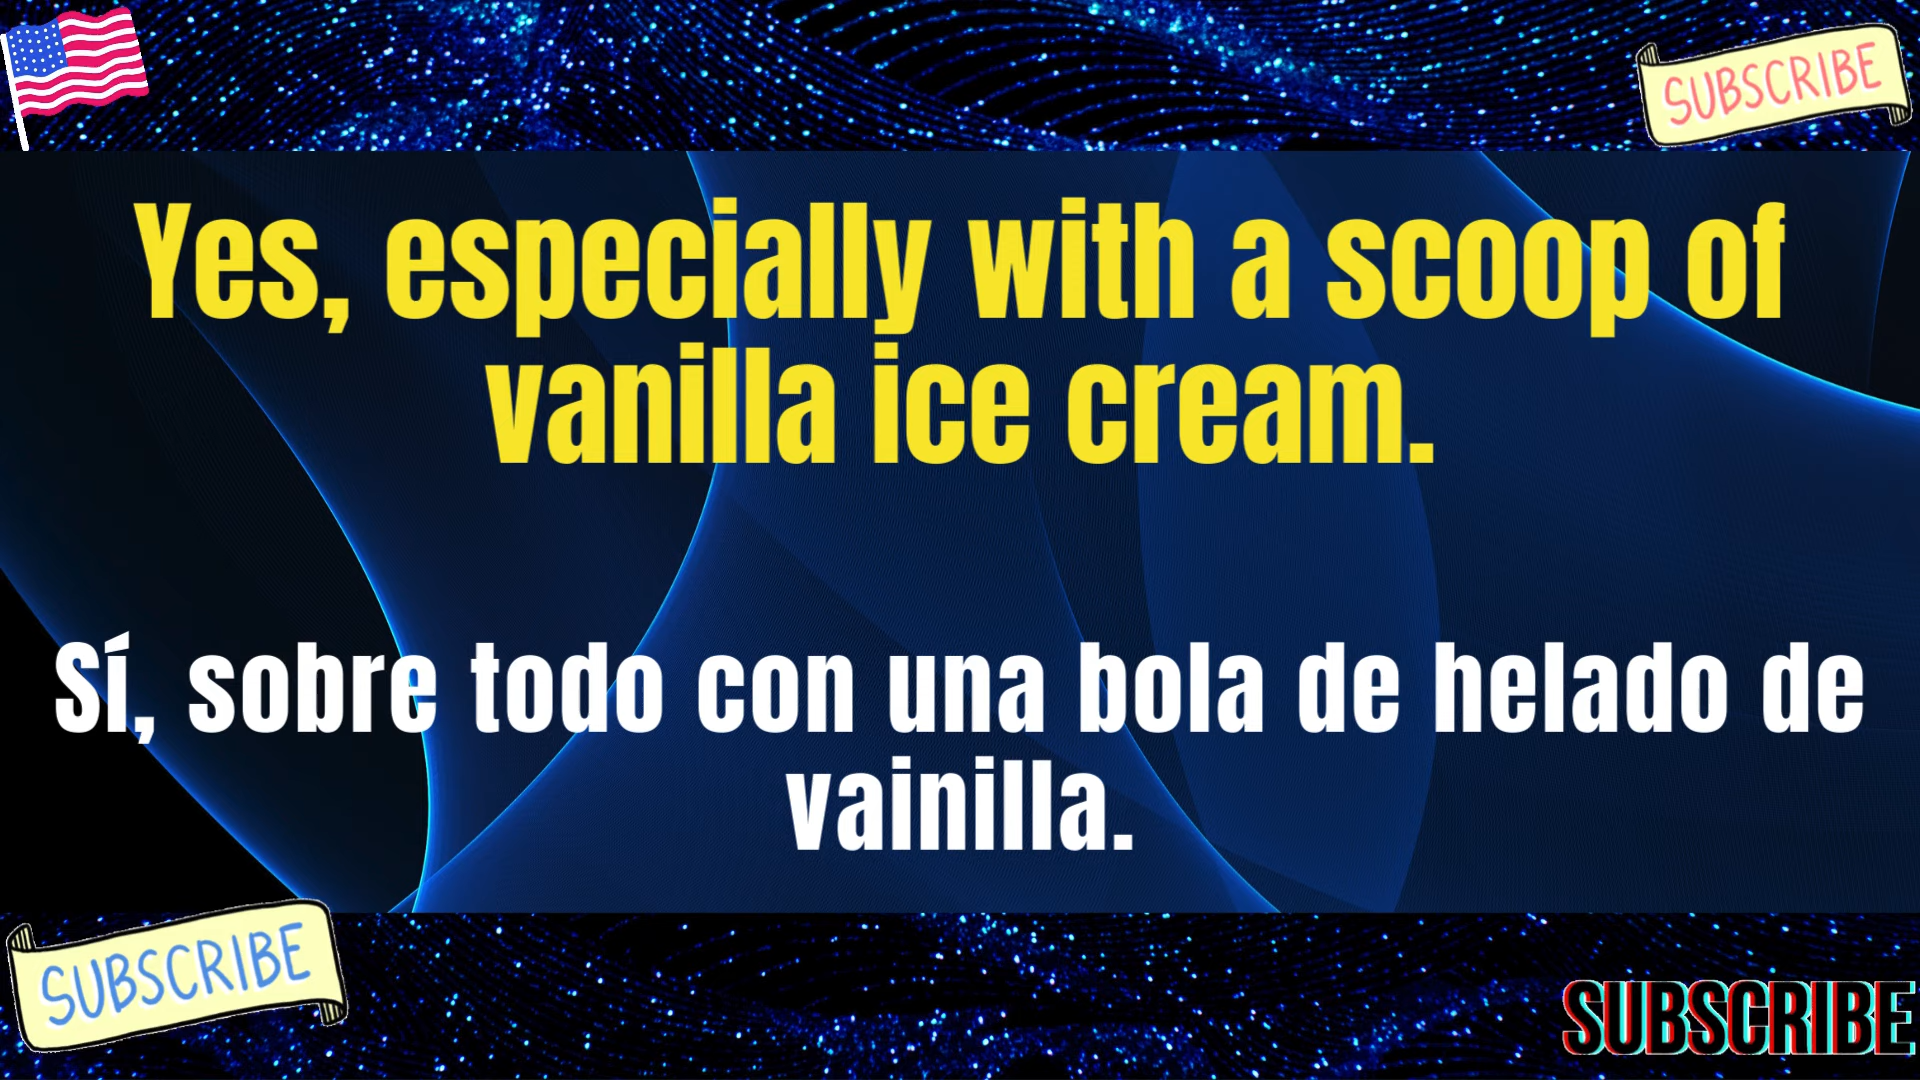 SUBSCRIBE
Yes, especially with a scoop of
vanilla ice cream.
Sí, sobre todo con una bola de helado de
vainilla.
SUBSCRIBE
SUBSCRIBE